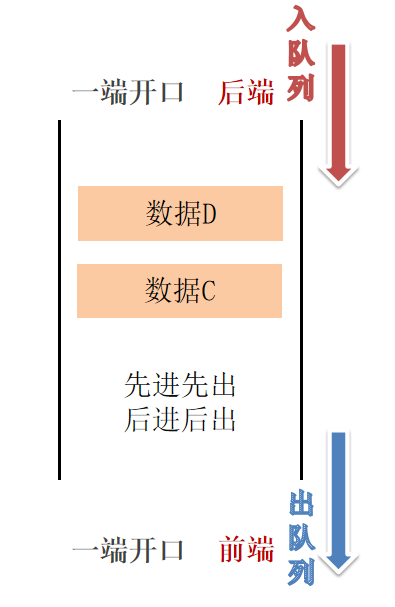 入队列
一端开口 后端
数据D
数据C
先进先出
后进后出
出队列
一端开口 前端